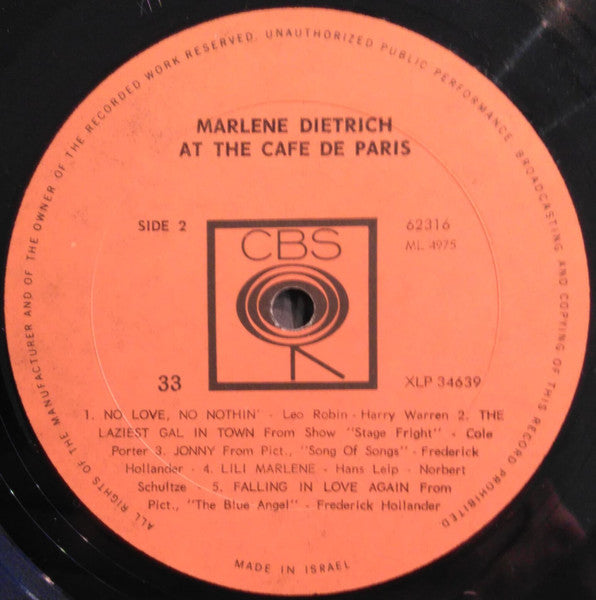 ALL RIGHTS OF THE MANUFACTURER AND OF THE OWNER OF THE RECORDED WORK RESERVED. UNAUTHORIZED PUBLIC PERFORMANCE BROADCASTING AND COPYING OF THIS RECORD PROHIBITED.
MARLENE DIETRICH
AT THE CAFE DE PARIS
SIDE 2
62316
ML 4975
CBS
33
XLP 34639
1. NO LOVE, NO NOTHIN' - Leo Robin - Harry Warren 2. THE
LAZIEST GAL IN TOWN From Show "Stage Fright" - Cole
Porter 3. JONNY From Pict., "Song Of Songs" - Frederick
Hollander - 4. LILI MARLENE - Hans Leip - Norbert
Schultze - 5. FALLING IN LOVE AGAIN From
Pict., "The Blue Angel" - Frederick Hollander
MADE IN ISRAEL